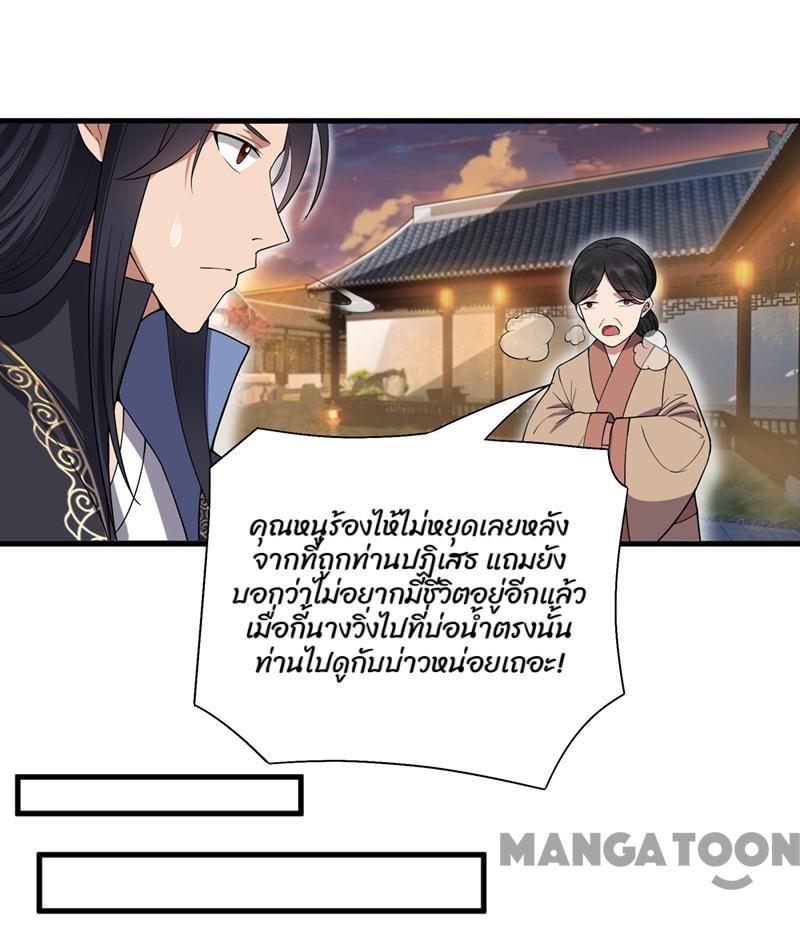 คุณหนูร้องไห้ไม่หยุดเลยหลัง
จากที่ถูกท่านปฏิเสธ แถมยัง
บอกว่าไม่อยากมีชีวิตอยู่อีกแล้ว
เมื่อกี้นางวิ่งไปที่บ่อน้ำตรงนั้น
ท่านไปดูกับบ่าวหน่อยเถอะ!
MANGATOON